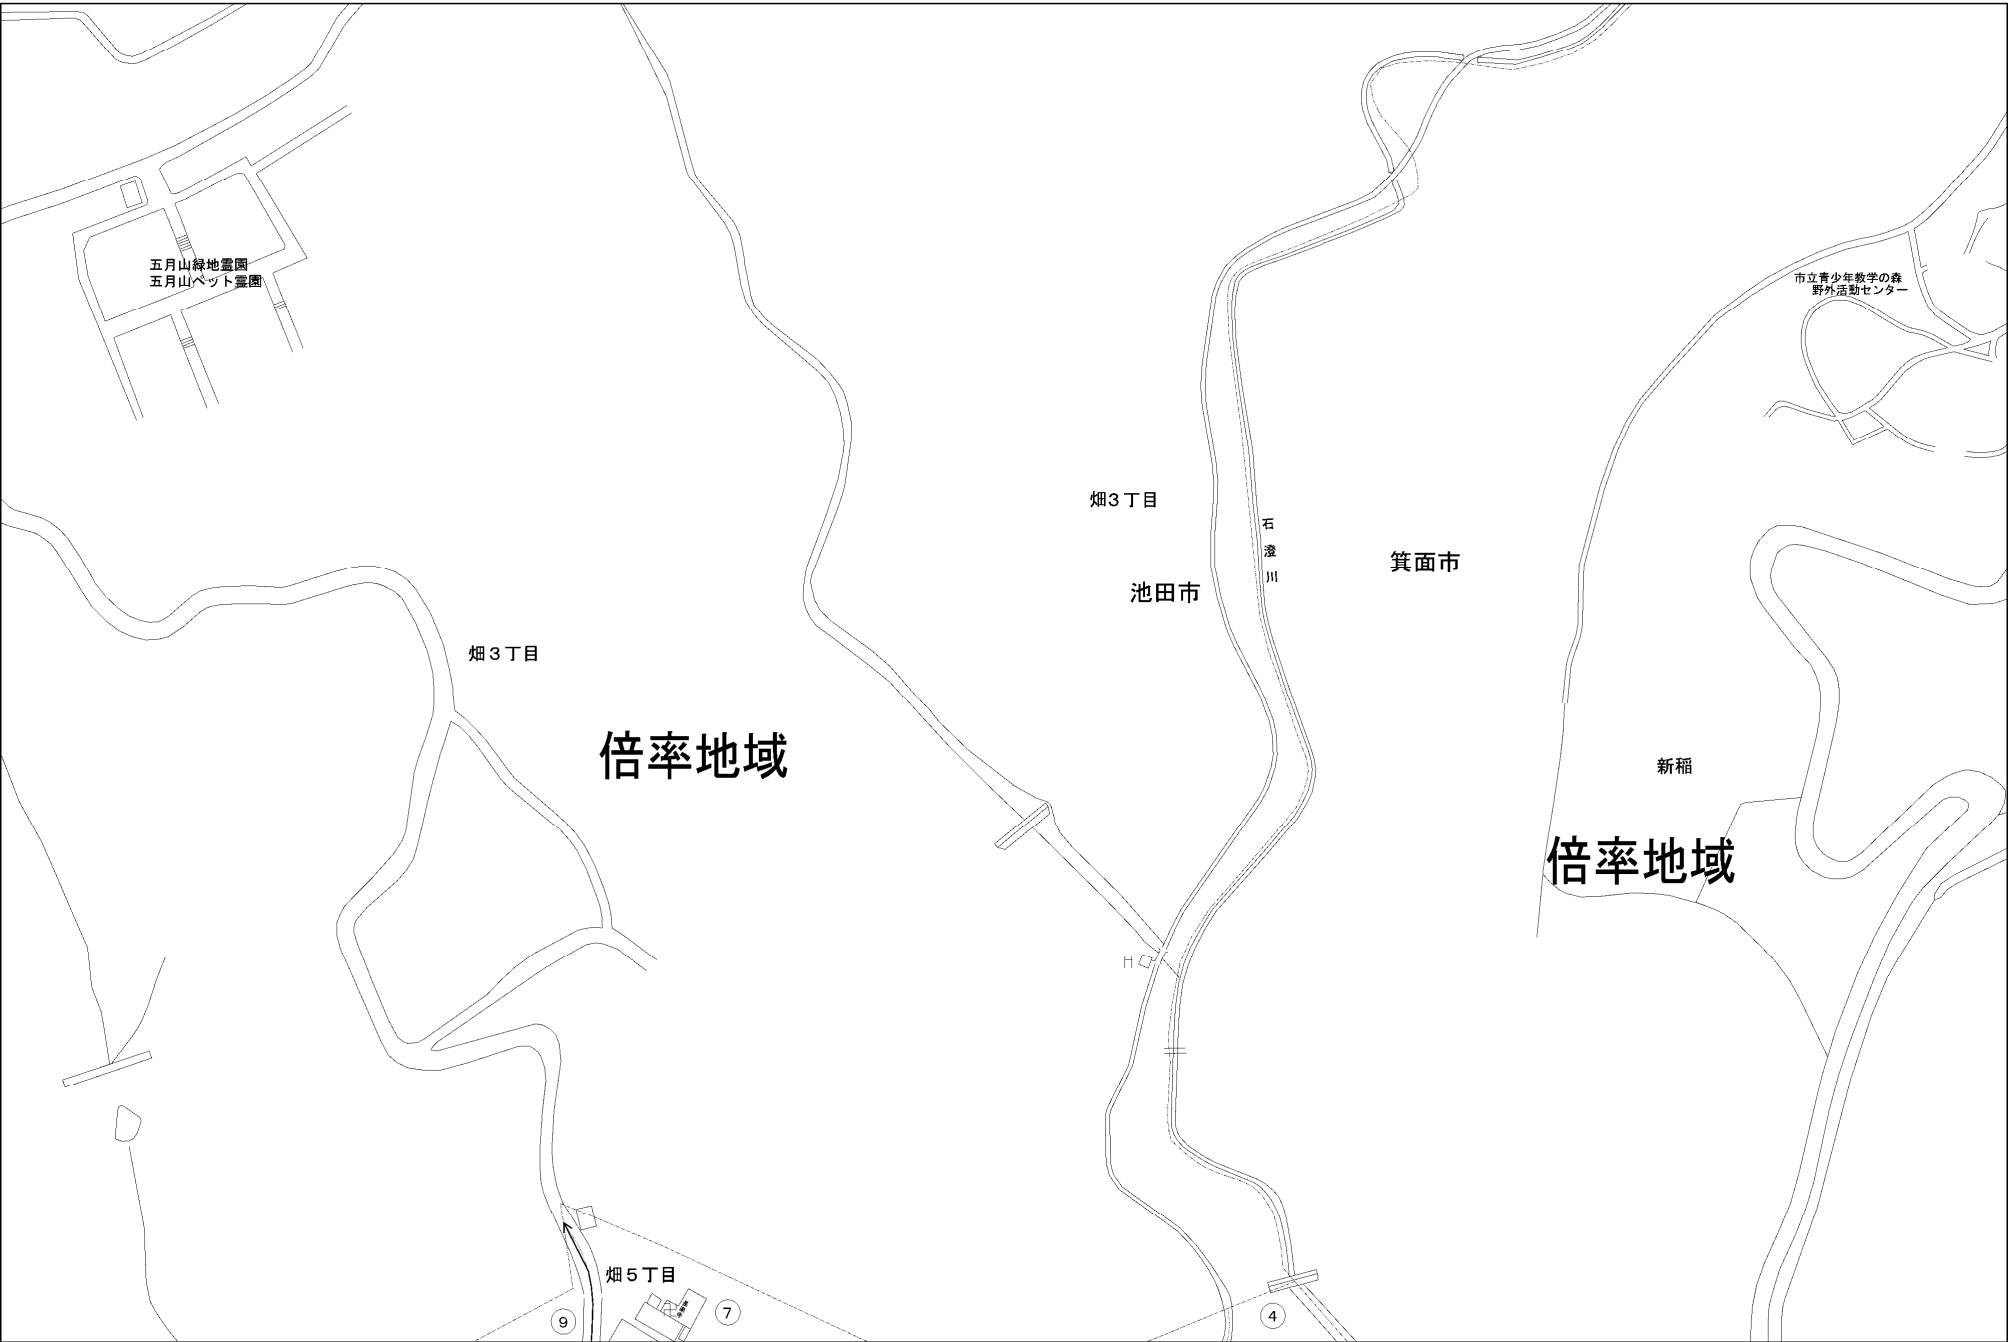 五月山緑地霊園
五月山ペット霊園
市立青少年教学の森
野外活動センター
畑3丁目
石澄川
箕面市
池田市
畑3丁目
倍率地域
新稲
倍率地域
H
畑5丁目
9
7
4